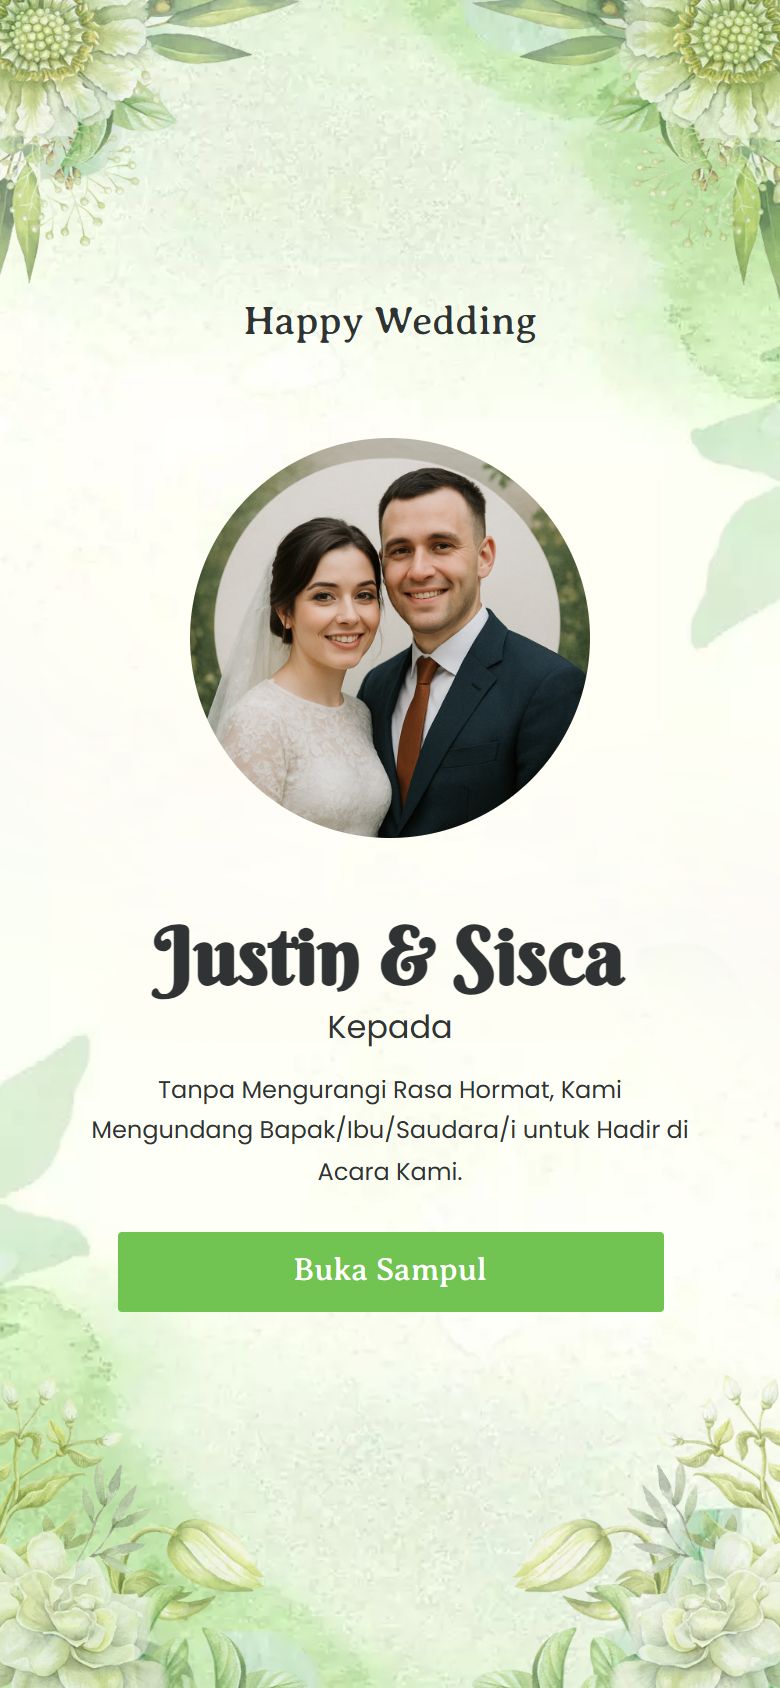 Happy Wedding
Justin & Sisca
Kepada
Tanpa Mengurangi Rasa Hormat, Kami
Mengundang Bapak/Ibu/Saudara/i untuk Hadir di
Acara Kami.
Buka Sampul